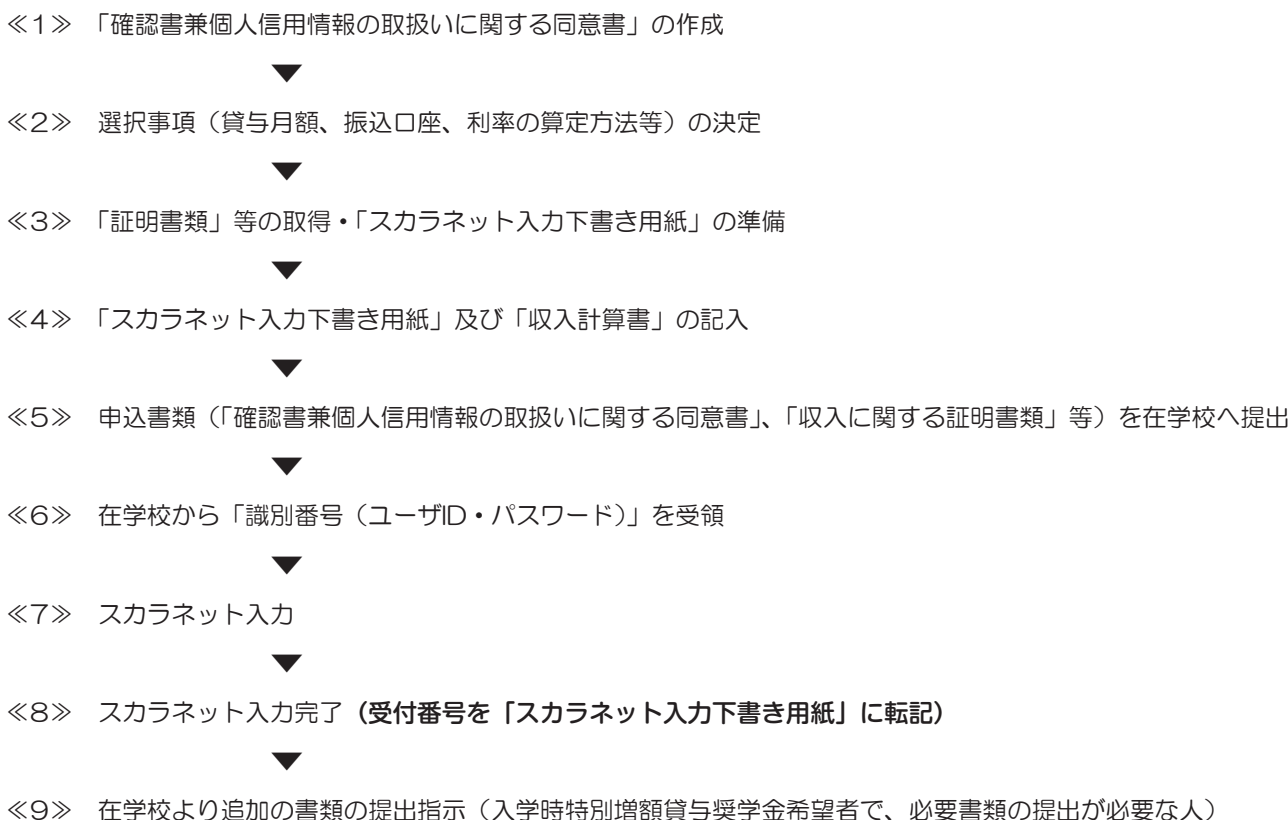 ≪1≫ 「確認書兼個人信用情報の取扱いに関する同意書」の作成
▼
≪2≫ 選択事項（貸与月額、振込口座、利率の算定方法等）の決定
▼
≪3≫ 「証明書類」等の取得・「スカラネット入力下書き用紙」の準備
▼
≪4≫ 「スカラネット入力下書き用紙」及び「収入計算書」の記入
▼
≪5≫ 申込書類（「確認書兼個人信用情報の取扱いに関する同意書」、「収入に関する証明書類」等）を在学校へ提出
▼
≪6≫ 在学校から「識別番号（ユーザID・パスワード）」を受領
▼
≪7≫ スカラネット入力
▼
≪8≫ スカラネット入力完了（受付番号を「スカラネット入力下書き用紙」に転記）
▼
≪9≫ 在学校より追加の書類の提出指示（入学時特別増額貸与奨学金希望者で、必要書類の提出が必要な人）